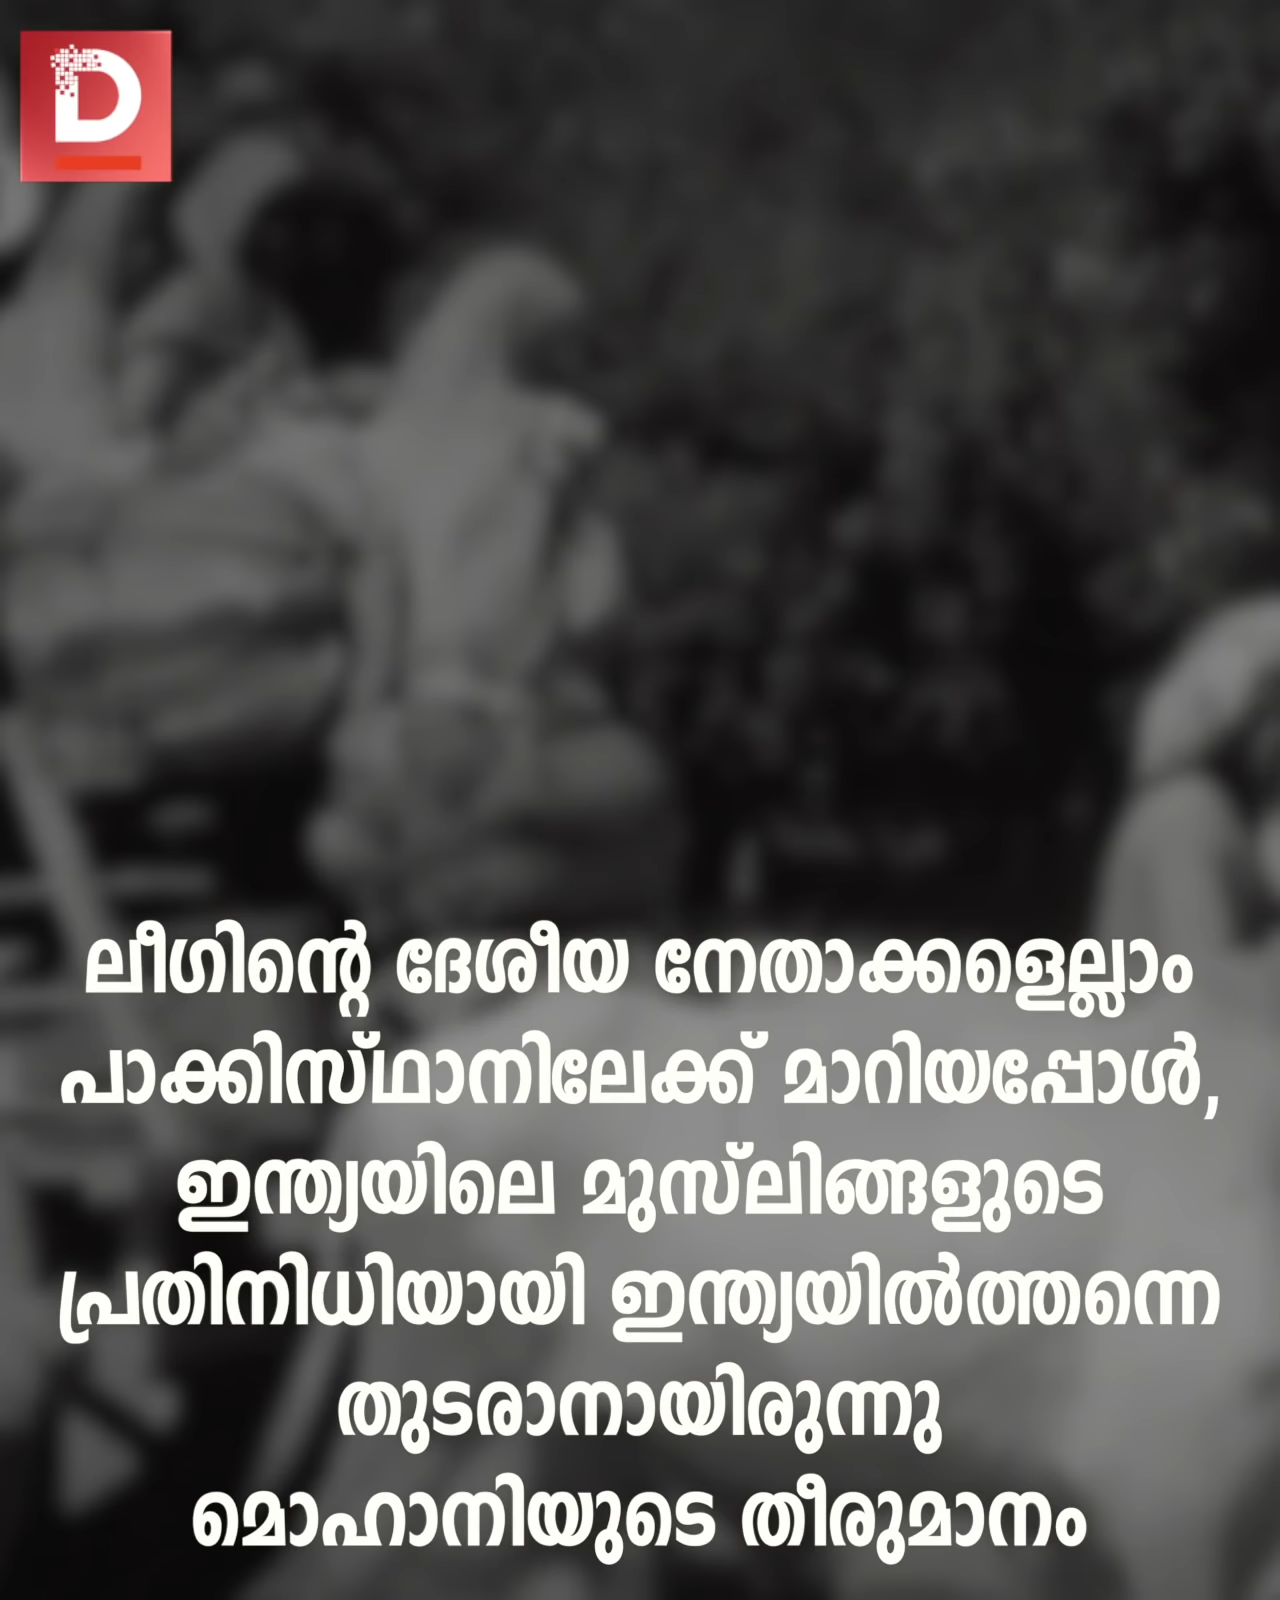 D
ലീഗിന്റെ ദേശീയ നേതാക്കളെല്ലാം
പാക്കിസ്ഥാനിലേക്ക് മാറിയപ്പോൾ,
ഇന്ത്യയിലെ മുസ്‌ലിങ്ങളുടെ
പ്രതിനിധിയായി ഇന്ത്യയിൽത്തന്നെ
തുടരാനായിരുന്നു
മൊഹാനിയുടെ തീരുമാനം